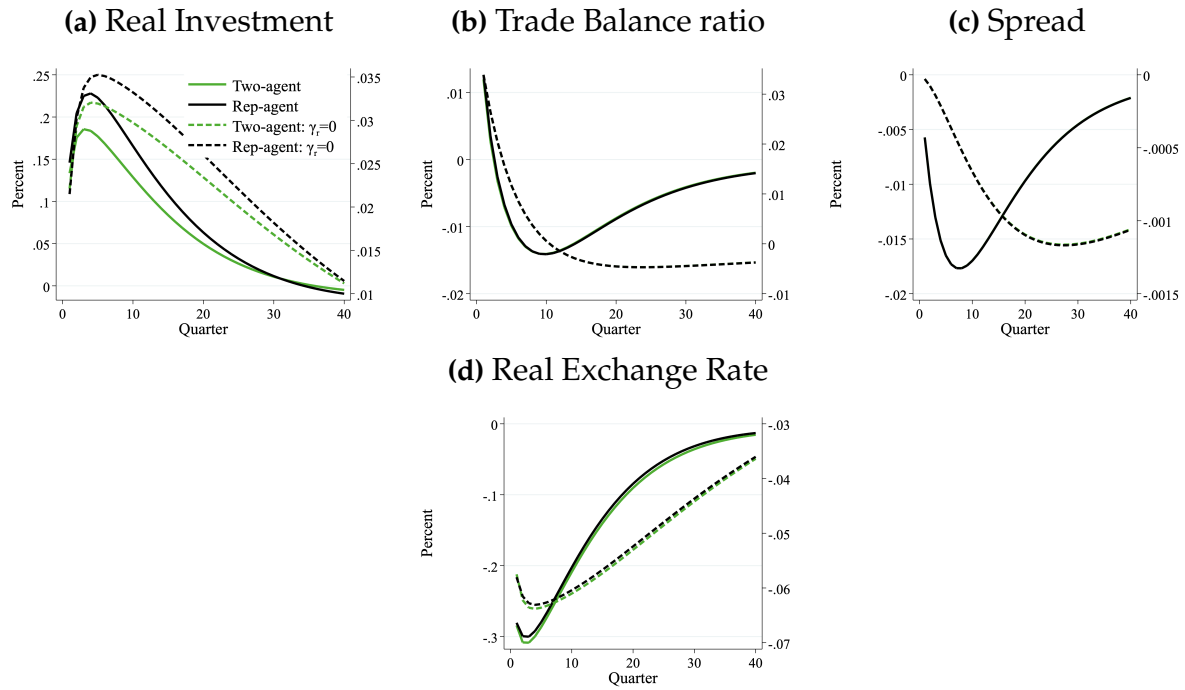 (a) Real Investment
(b) Trade Balance ratio
(c) Spread
.25
.2
.15
.1
.05
0
Percent
.035
.03
.025
.02
.015
.01
Two-agent
Rep-agent
Two-agent: γτ=0
Rep-agent: γτ=0
0 10 20 30 40
Quarter
.01
0
-.01
-.02
Percent
.03
.02
.01
0
-.01
0 10 20 30 40
Quarter
0
-.005
-.01
-.015
-.02
Percent
0
-.0005
-.001
-.0015
0 10 20 30 40
Quarter
(d) Real Exchange Rate
0
-.1
-.2
-.3
Percent
-.03
-.04
-.05
-.06
-.07
0 10 20 30 40
Quarter